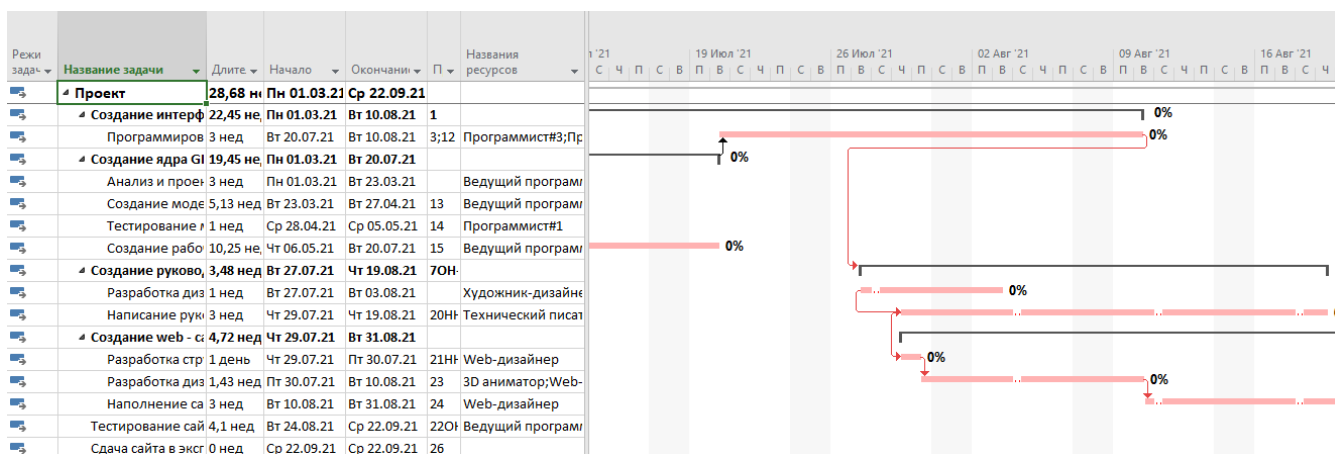 л '21 19 Июл '21 26 Июл '21 02 Авг '21 09 Авг '21 16 Авг '21
Режи задач Название задачи Длите Начало Окончани П Названия ресурсов
С Ч П С В П В С Ч П С В П В С Ч П С В П В С Ч П С В П В С Ч П С В П В С Ч
Проект 28,68 н Пн 01.03.21 Ср 22.09.21
Создание интерф 22,45 не Пн 01.03.21 Вт 10.08.21 1 0%
Программиров 3 нед Вт 20.07.21 Вт 10.08.21 3;12 Программист#3;Пр 0%
Создание ядра GI 19,45 не Пн 01.03.21 Вт 20.07.21 0%
Анализ и проек 3 нед Пн 01.03.21 Вт 23.03.21 Ведущий програм
Создание моде 5,13 нед Вт 23.03.21 Вт 27.04.21 13 Ведущий програм
Тестирование 1 нед Ср 28.04.21 Ср 05.05.21 14 Программист#1
Создание рабо 10,25 не Чт 06.05.21 Вт 20.07.21 15 Ведущий програм 0%
Создание руково 3,48 нед Вт 27.07.21 Чт 19.08.21 7ОН-
Разработка диз 1 нед Вт 27.07.21 Вт 03.08.21 Художник-дизайне 0%
Написание рук 3 нед Чт 29.07.21 Чт 19.08.21 20НН Технический писат
Создание web - са 4,72 нед Чт 29.07.21 Вт 31.08.21
Разработка стр 1 день Чт 29.07.21 Пт 30.07.21 21НН Web-дизайнер 0%
Разработка диз 1,43 нед Пт 30.07.21 Вт 10.08.21 23 3D аниматор;Web- 0%
Наполнение са 3 нед Вт 10.08.21 Вт 31.08.21 24 Web-дизайнер
Тестирование сай 4,1 нед Вт 24.08.21 Ср 22.09.21 22ОН Ведущий програм
Сдача сайта в эксп 0 нед Ср 22.09.21 Ср 22.09.21 26